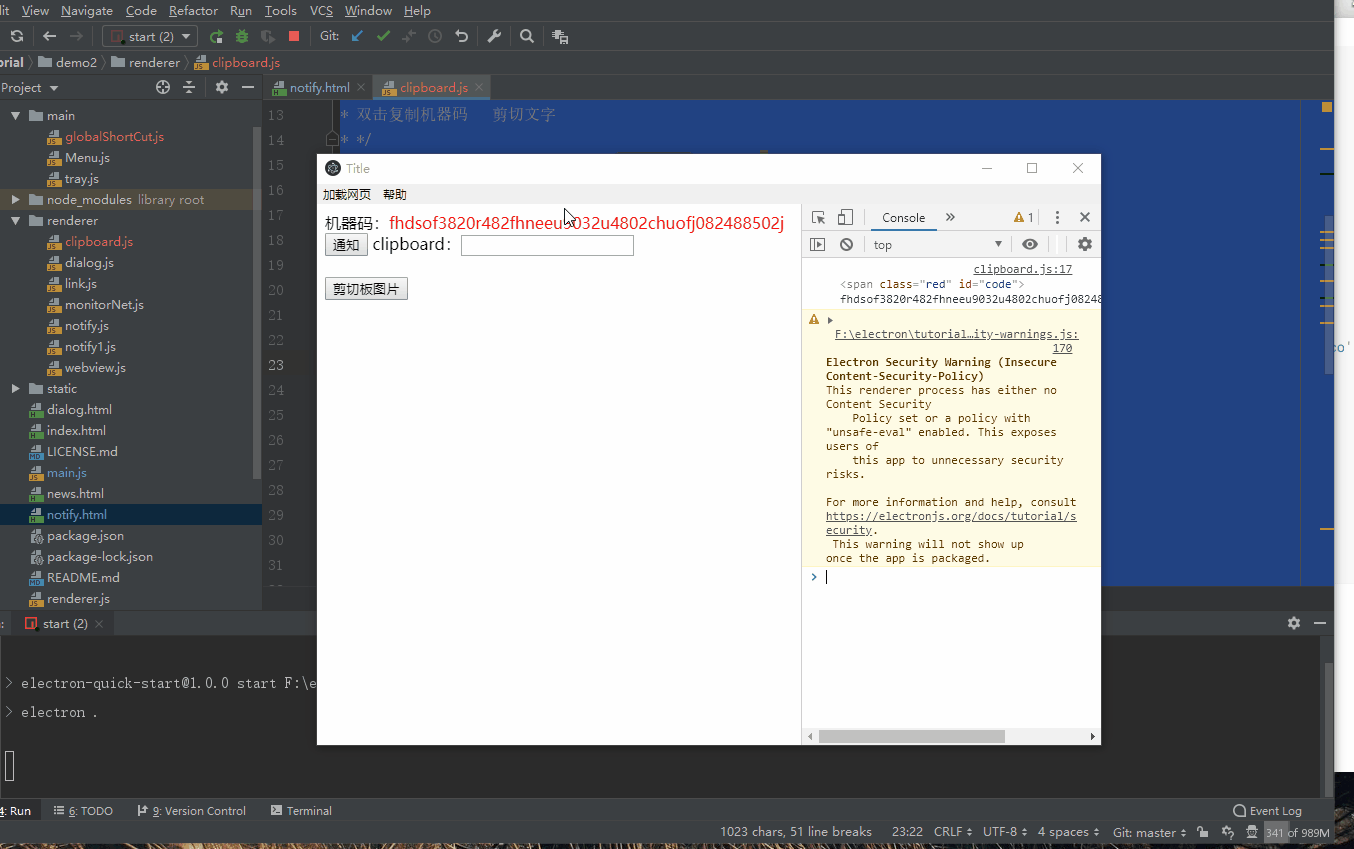 View Navigate Code Refactor Run Tools VCS Window Help
start (2) Git:
orial demo2 renderer clipboard.js
Project notify.html clipboard.js
main
globalShortCut.js
Menu.js
tray.js
node_modules library root
renderer
clipboard.js
dialog.js
link.js
monitorNet.js
notify.js
notify1.js
webview.js
static
dialog.html
index.html
LICENSE.md
main.js
news.html
notify.html
package.json
package-lock.json
README.md
renderer.js
13 * 双击复制机器码 剪切文字
14 * */
15
16
17
18
19
20
21
22
23
24
25
26
27
28
29
30
31
co'
Title
加载网页 帮助
机器码：fhdsof3820r482fhneeu9032u4802chuofj082488502j
通知 clipboard：
剪切板图片
Console » 1
top
clipboard.js:17
<span class="red" id="code">
fhdsof3820r482fhneeu9032u4802chuofj08248
F:\electron\tutorial…ity-warnings.js:
170
Electron Security Warning (Insecure
Content-Security-Policy)
This renderer process has either no
Content Security
Policy set or a policy with
"unsafe-eval" enabled. This exposes
users of
this app to unnecessary security
risks.
For more information and help, consult
https://electronjs.org/docs/tutorial/s
ecurity.
This warning will not show up
once the app is packaged.
>
start (2)
> electron-quick-start@1.0.0 start F:\e
> electron .
4: Run 6: TODO 9: Version Control Terminal Event Log
1023 chars, 51 line breaks 23:22 CRLF UTF-8 4 spaces Git: master 341 of 989M